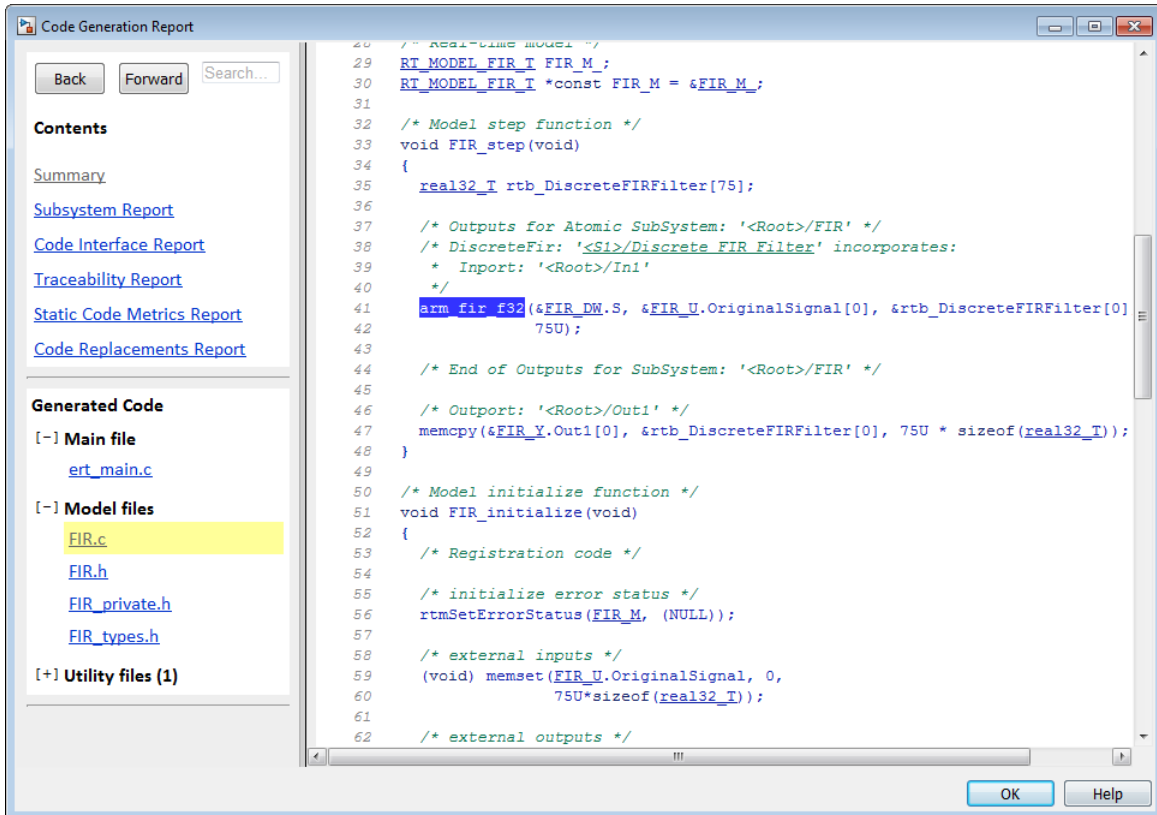 Code Generation Report
Back
Forward
Search...
Contents
Summary
Subsystem Report
Code Interface Report
Traceability Report
Static Code Metrics Report
Code Replacements Report
Generated Code
[-] Main file
ert_main.c
[-] Model files
FIR.c
FIR.h
FIR_private.h
FIR_types.h
[+] Utility files (1)
28 /* Real-time model */
29 RT_MODEL_FIR_T FIR_M_;
30 RT_MODEL_FIR_T *const FIR_M = &FIR_M_;
31
32 /* Model step function */
33 void FIR_step(void)
34 {
35 real32_T rtb_DiscreteFIRFilter[75];
36
37 /* Outputs for Atomic SubSystem: '<Root>/FIR' */
38 /* DiscreteFir: '<S1>/Discrete FIR Filter' incorporates:
39 * Inport: '<Root>/In1'
40 */
41 arm_fir_f32(&FIR_DW.S, &FIR_U.OriginalSignal[0], &rtb_DiscreteFIRFilter[0]
42 75U);
43
44 /* End of Outputs for SubSystem: '<Root>/FIR' */
45
46 /* Outport: '<Root>/Out1' */
47 memcpy(&FIR_Y.Out1[0], &rtb_DiscreteFIRFilter[0], 75U * sizeof(real32_T));
48 }
49
50 /* Model initialize function */
51 void FIR_initialize(void)
52 {
53 /* Registration code */
54
55 /* initialize error status */
56 rtmSetErrorStatus(FIR_M, (NULL));
57
58 /* external inputs */
59 (void) memset(FIR_U.OriginalSignal, 0,
60 75U*sizeof(real32_T));
61
62 /* external outputs */
OK
Help